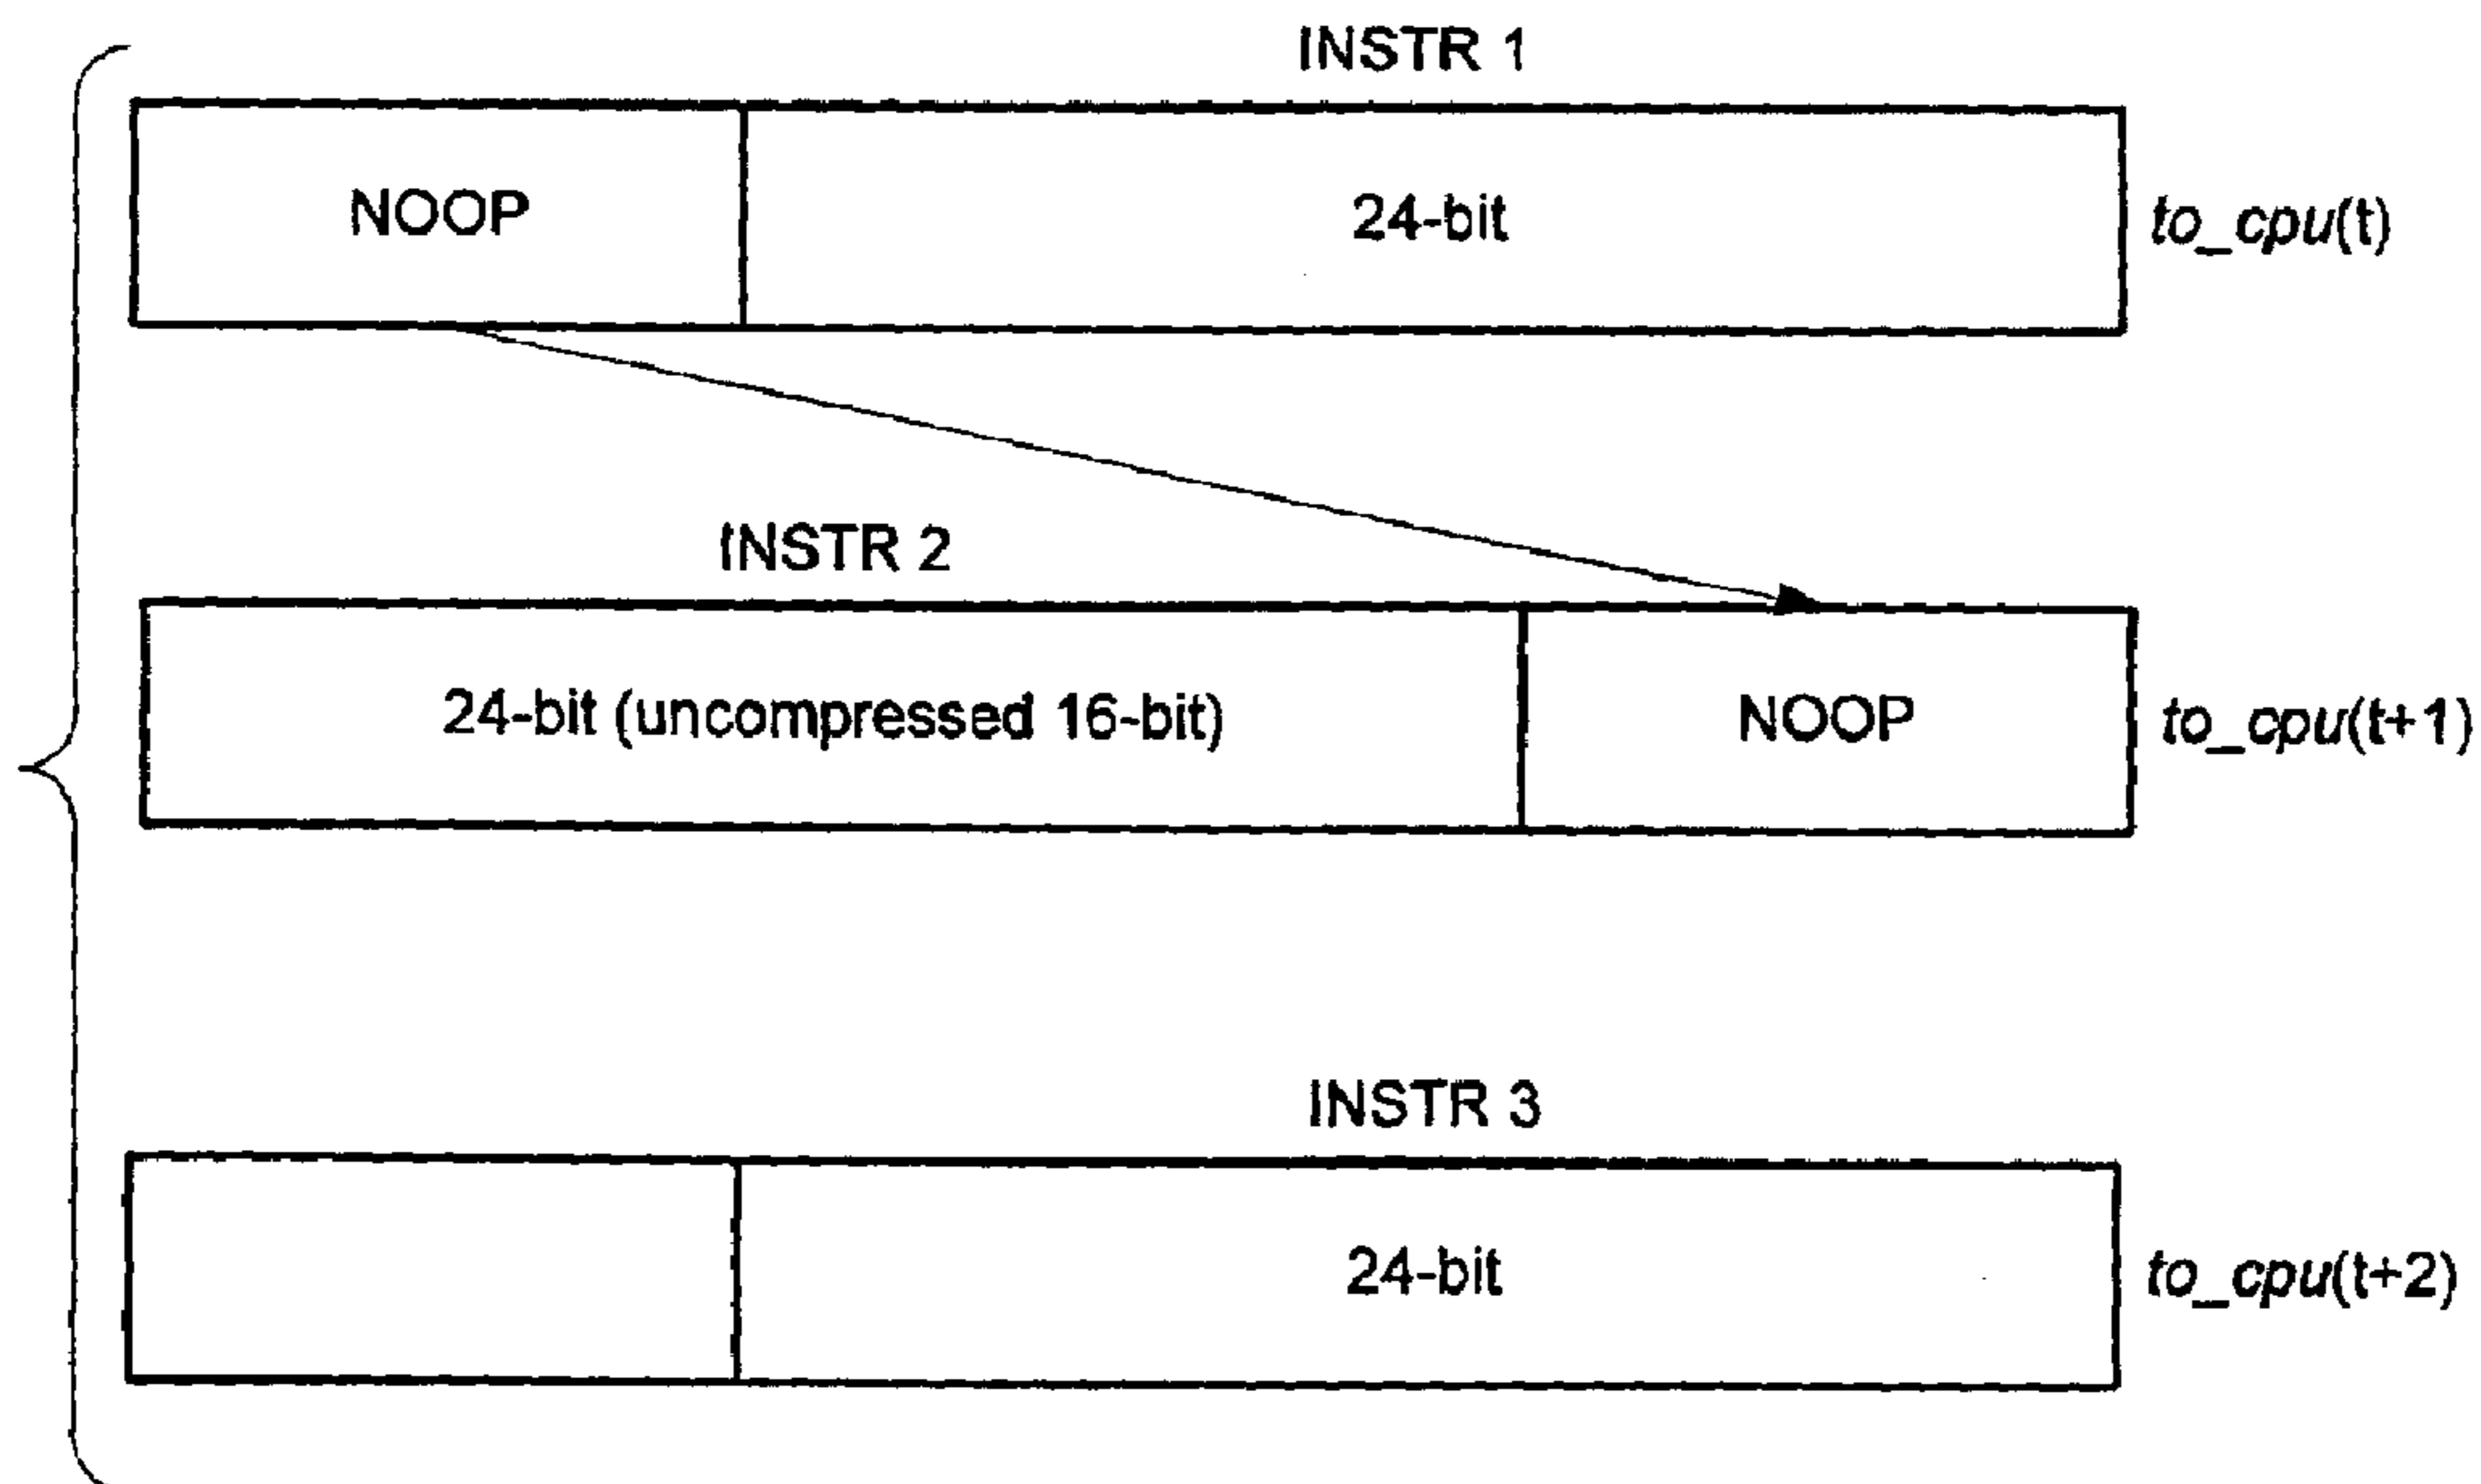 INSTR 1
NOOP
24-bit
to_cpu(t)
INSTR 2
24-bit (uncompressed 16-bit)
NOOP
to_cpu(t+1)
INSTR 3
24-bit
to_cpu(t+2)